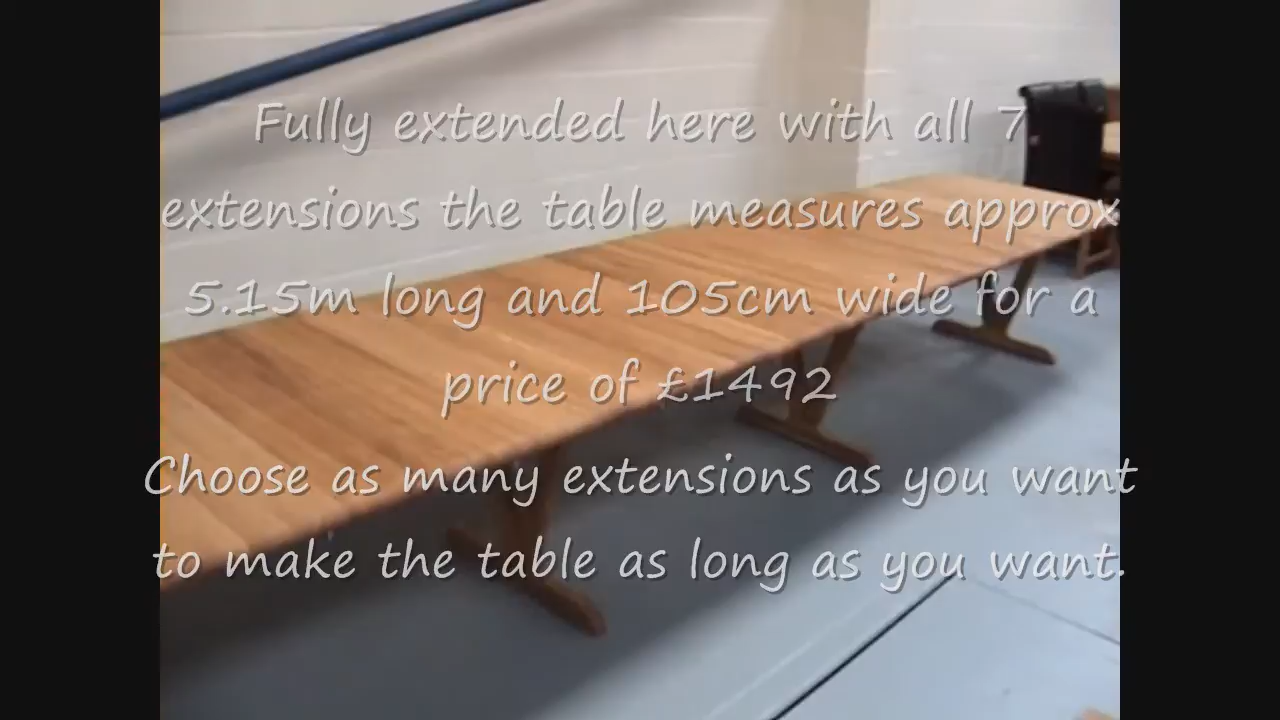 Fully extended here with all 7
extensions the table measures approx
5.15m long and 105cm wide for a
price of £1492
Choose as many extensions as you want
to make the table as long as you want.